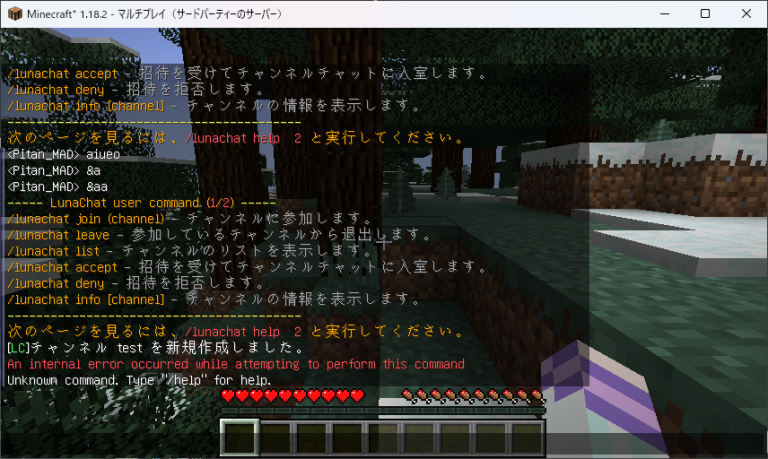 Minecraft* 1.18.2 - マルチプレイ（サードパーティーのサーバー）
/lunachat accept - 招待を受けてチャンネルチャットに入室します。
/lunachat deny - 招待を拒否します。
/lunachat info [channel] - チャンネルの情報を表示します。
----------------------------------------
次のページを見るには、/lunachat help 2 と実行してください。
<Pitan_MAD> aiueo
<Pitan_MAD> &a
<Pitan_MAD> &aa
----- LunaChat user command (1/2) -----
/lunachat join (channel) - チャンネルに参加します。
/lunachat leave - 参加しているチャンネルから退出します。
/lunachat list - チャンネルのリストを表示します。
/lunachat accept - 招待を受けてチャンネルチャットに入室します。
/lunachat deny - 招待を拒否します。
/lunachat info [channel] - チャンネルの情報を表示します。
----------------------------------------
次のページを見るには、/lunachat help 2 と実行してください。
[LC]チャンネル test を新規作成しました。
An internal error occurred while attempting to perform this command
Unknown command. Type "/help" for help.